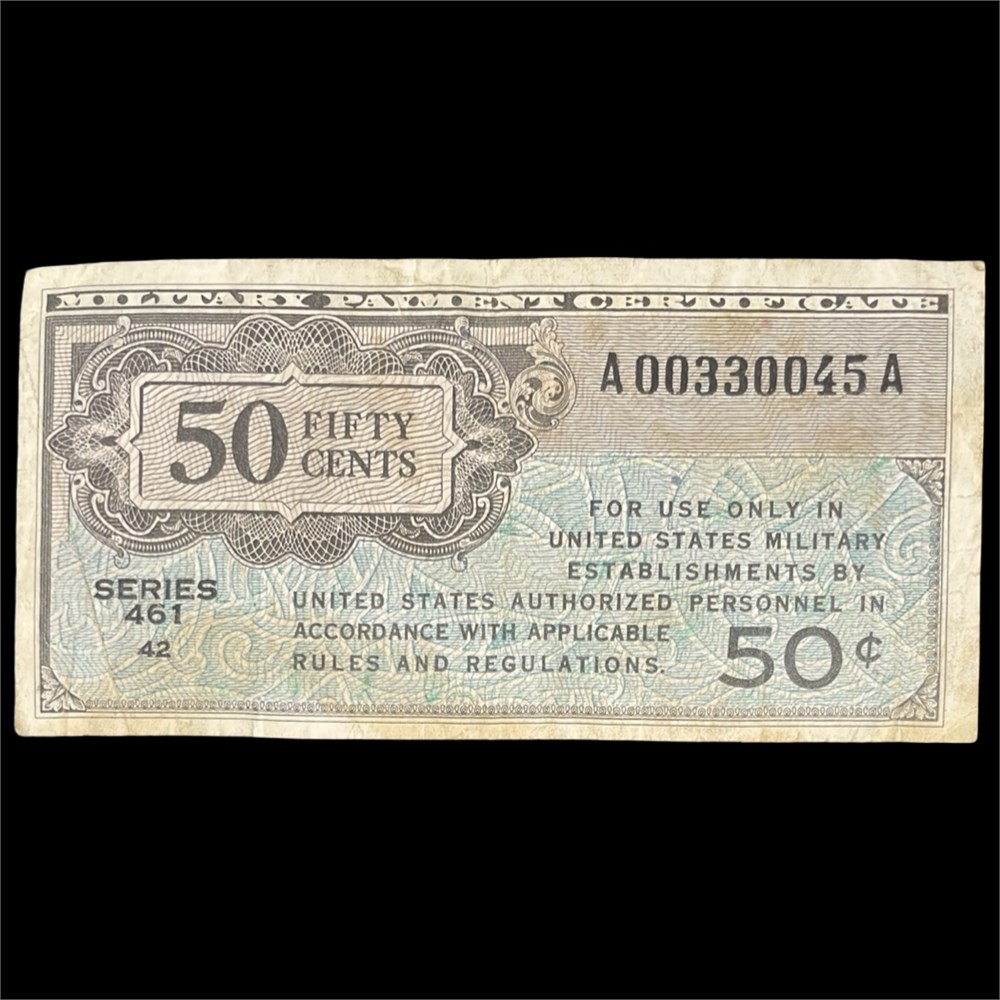 MILITARY PAYMENT CERTIFICATE
A00330045A
50 FIFTY CENTS
FOR USE ONLY IN
UNITED STATES MILITARY
ESTABLISHMENTS BY
UNITED STATES AUTHORIZED PERSONNEL IN
ACCORDANCE WITH APPLICABLE
RULES AND REGULATIONS.
SERIES
461
42
50¢